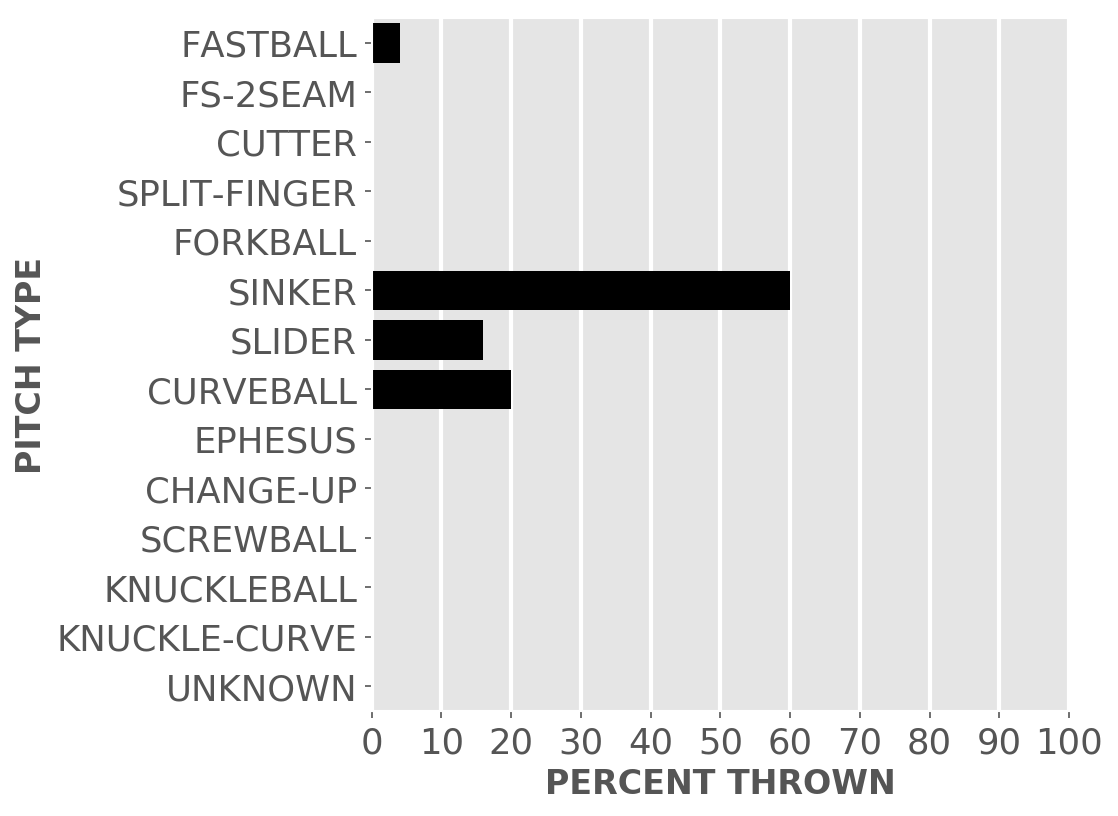 FASTBALL
FS-2SEAM
CUTTER
SPLIT-FINGER
FORKBALL
SINKER
SLIDER
CURVEBALL
EPHESUS
CHANGE-UP
SCREWBALL
KNUCKLEBALL
KNUCKLE-CURVE
UNKNOWN
PITCH TYPE
0 10 20 30 40 50 60 70 80 90 100
PERCENT THROWN